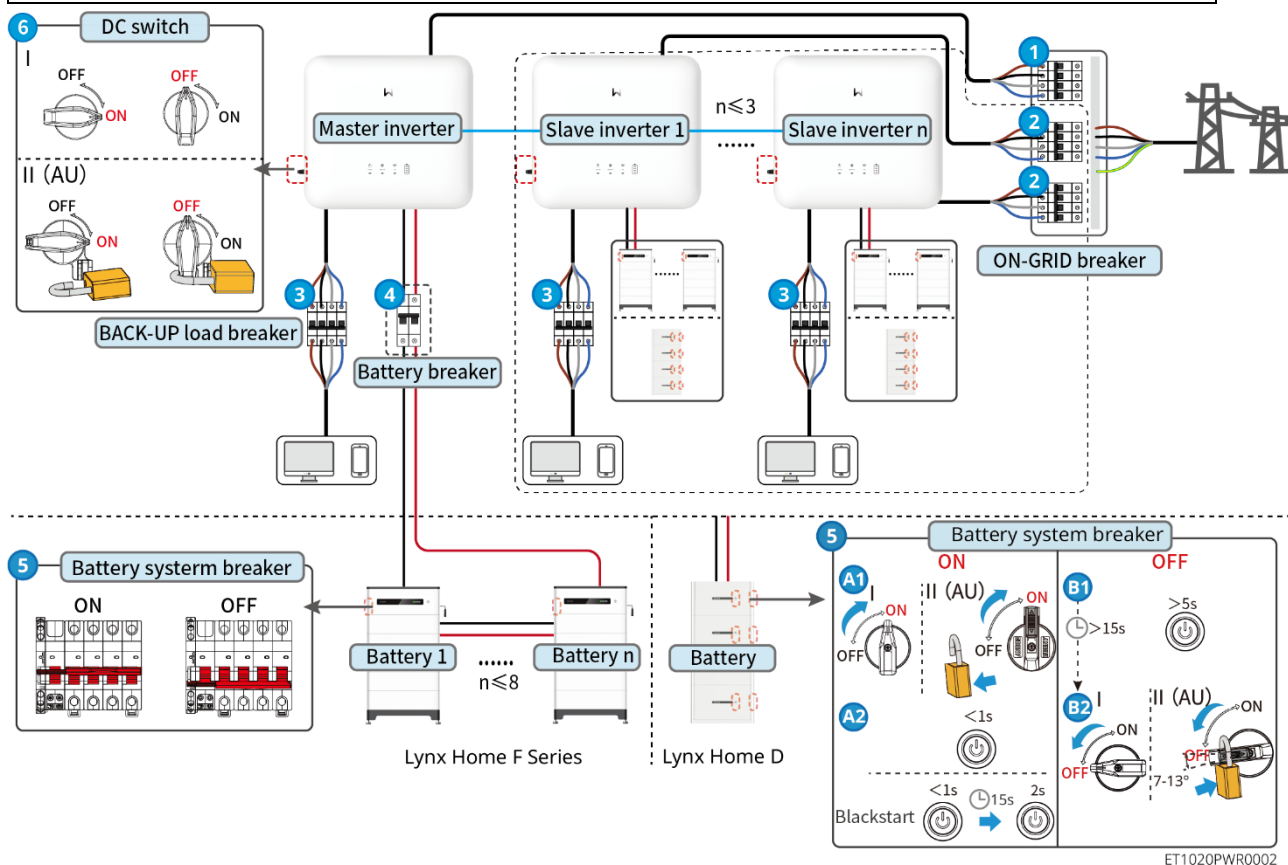 6
DC switch
I
OFF
ON
OFF
ON
II (AU)
OFF
ON
OFF
ON
Master inverter
Slave inverter 1
n≤3
......
Slave inverter n
1
2
2
ON-GRID breaker
3
BACK-UP load breaker
4
Battery breaker
3
......
3
......
5
Battery systerm breaker
ON
OFF
Battery 1
......
n≤8
Battery n
Lynx Home F Series
Battery
Lynx Home D
5
Battery system breaker
ON
OFF
A1
I
ON
OFF
II (AU)
ON
OFF
A2
<1s
Blackstart
<1s
15s
2s
B1
>15s
>5s
B2
I
ON
OFF
II (AU)
ON
OFF
7-13°
ET1020PWR0002